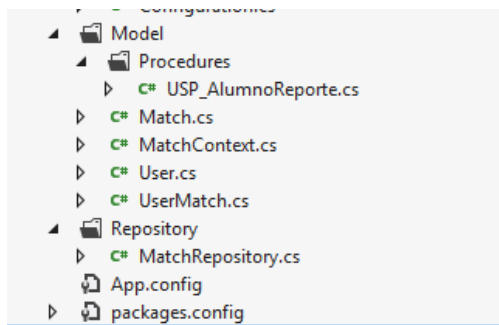 Model
Procedures
C# USP_AlumnoReporte.cs
C# Match.cs
C# MatchContext.cs
C# User.cs
C# UserMatch.cs
Repository
C# MatchRepository.cs
App.config
packages.config